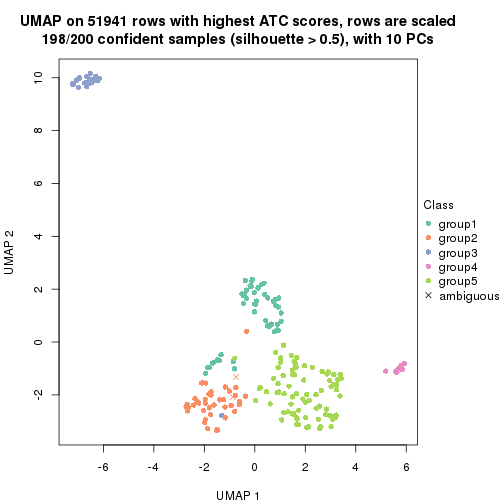 UMAP on 51941 rows with highest ATC scores, rows are scaled
198/200 confident samples (silhouette > 0.5), with 10 PCs
10
8
6
4
2
0
-2
UMAP 2
-6
-4
-2
0
2
4
6
UMAP 1
Class
group1
group2
group3
group4
group5
ambiguous